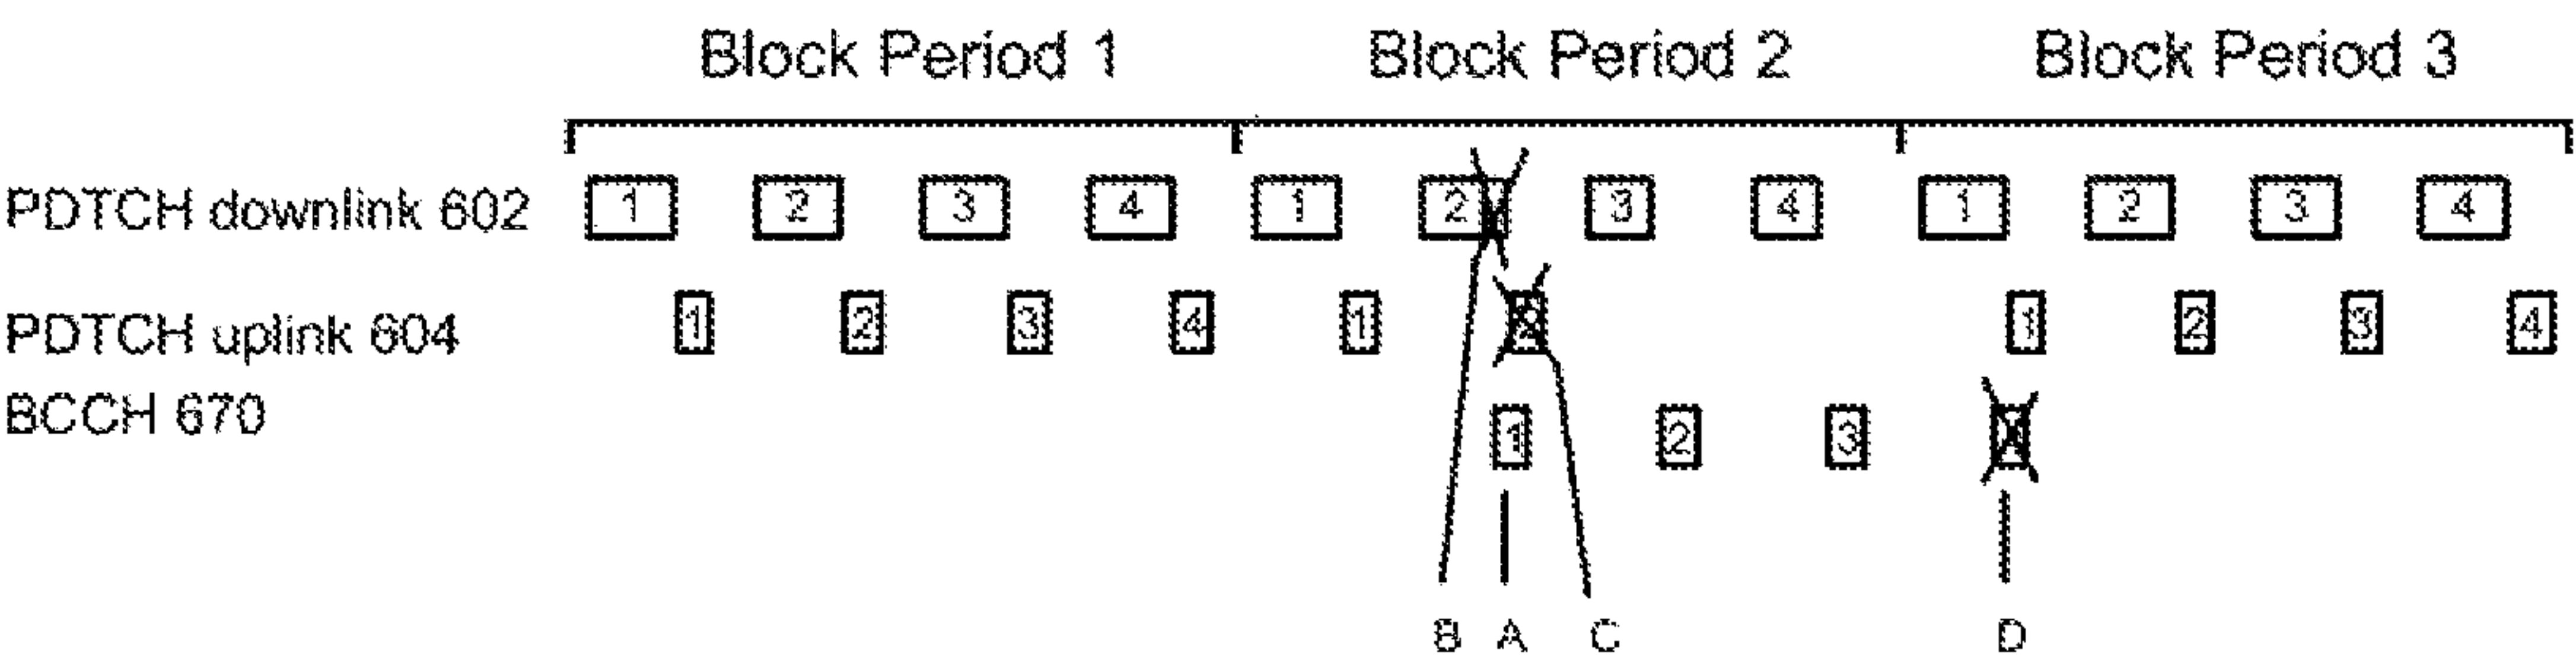 Block Period 1 Block Period 2 Block Period 3
PDTCH downlink 602 1 2 3 4 1 2 3 4 1 2 3 4
PDTCH uplink 604 1 2 3 4 1 2 1 2 3 4
BCCH 670 1 2 3
B A C D